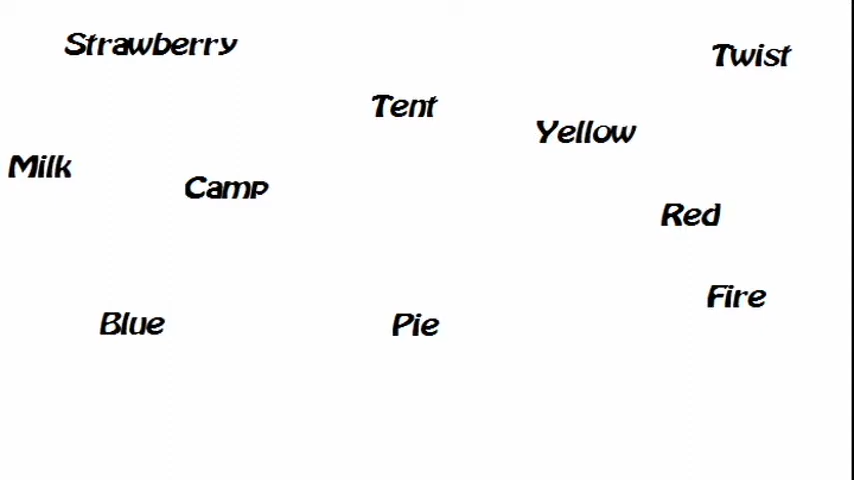 Strawberry
Twist
Tent
Yellow
Milk
Camp
Red
Fire
Blue
Pie